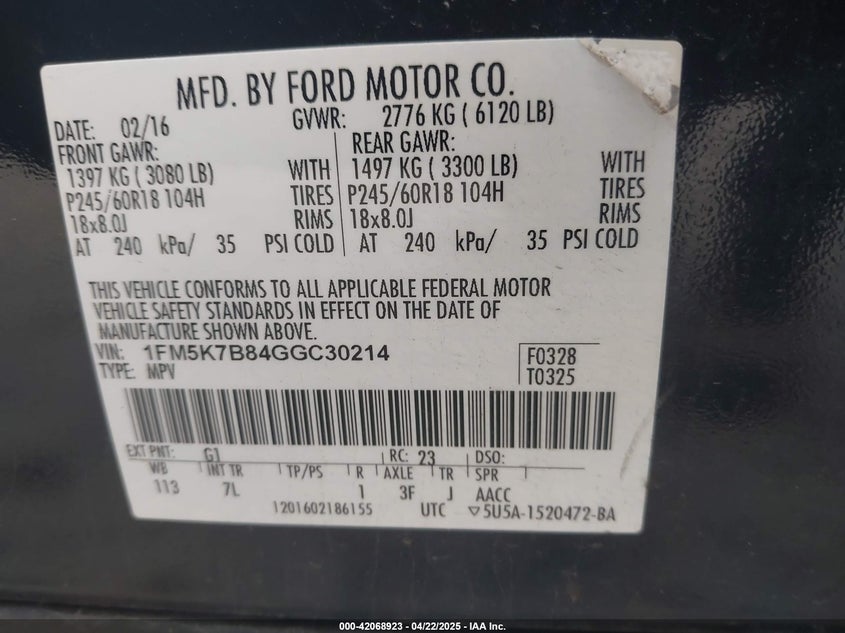 MFD. BY FORD MOTOR CO.
DATE: 02/16 GVWR: 2776 KG ( 6120 LB)
FRONT GAWR: REAR GAWR:
1397 KG ( 3080 LB) WITH 1497 KG ( 3300 LB) WITH
P245/60R18 104H TIRES P245/60R18 104H TIRES
18x8.0J RIMS 18x8.0J RIMS
AT 240 kPa/ 35 PSI COLD AT 240 kPa/ 35 PSI COLD
THIS VEHICLE CONFORMS TO ALL APPLICABLE FEDERAL MOTOR
VEHICLE SAFETY STANDARDS IN EFFECT ON THE DATE OF
MANUFACTURE SHOWN ABOVE.
VIN: 1FM5K7B84GGC30214 F0328
TYPE: MPV T0325
EXT PNT: G1 RC: 23 DSO:
WB INT TR TP/PS R AXLE TR SPR
113 7L 1 3F J AACC
1201602186155 UTC ▽5U5A-1520472-BA
000-42068923 / 04/22/2025 - IAA Inc.